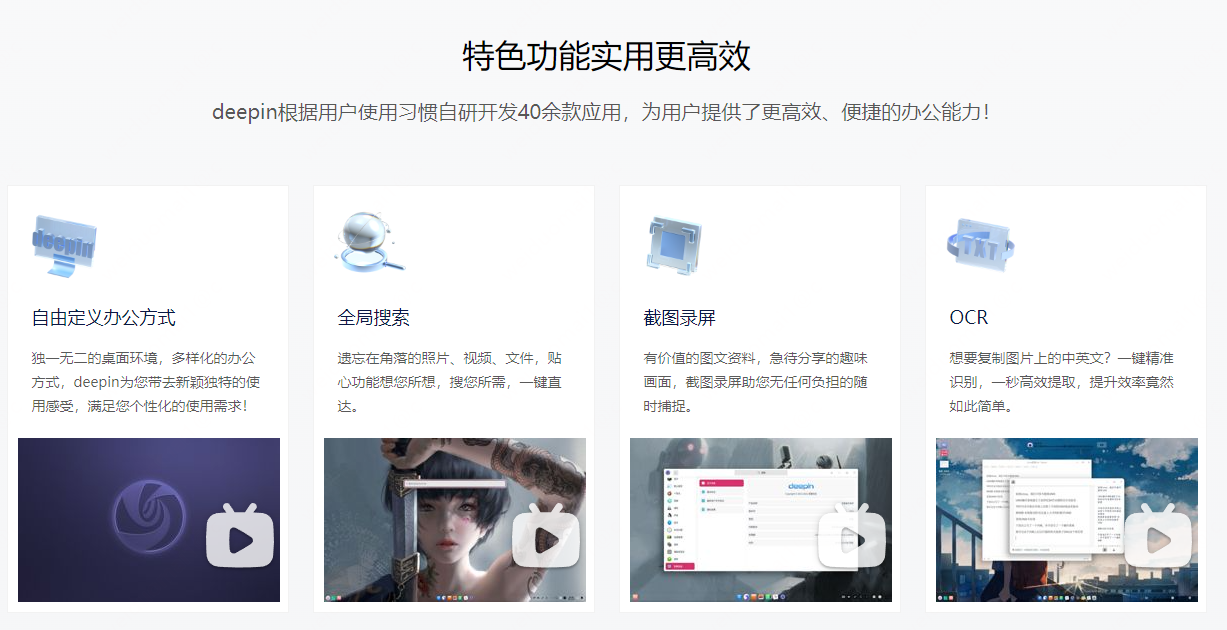 特色功能实用更高效
deepin根据用户使用习惯自研开发40余款应用，为用户提供了更高效、便捷的办公能力！
deepin
TXT
自由定义办公方式
全局搜索
截图录屏
OCR
独一无二的桌面环境，多样化的办公
方式，deepin为您带去新颖独特的使
用感受，满足您个性化的使用需求！
遗忘在角落的照片、视频、文件，贴
心功能想您所想，搜您所需，一键直
达。
有价值的图文资料，急待分享的趣味
画面，截图录屏助您无任何负担的随
时捕捉。
想要复制图片上的中英文？一键精准
识别，一秒高效提取，提升效率竟然
如此简单。
deepin